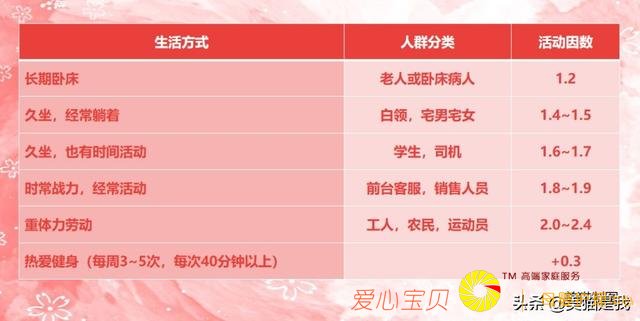 生活方式 人群分类 活动因数
长期卧床 老人或卧床病人 1.2
久坐，经常躺着 白领，宅男宅女 1.4~1.5
久坐，也有时间活动 学生，司机 1.6~1.7
时常战力，经常活动 前台客服，销售人员 1.8~1.9
重体力劳动 工人，农民，运动员 2.0~2.4
热爱健身（每周3~5次，每次40分钟以上） +0.3
TM 高端家庭服务
爱心宝贝
头条